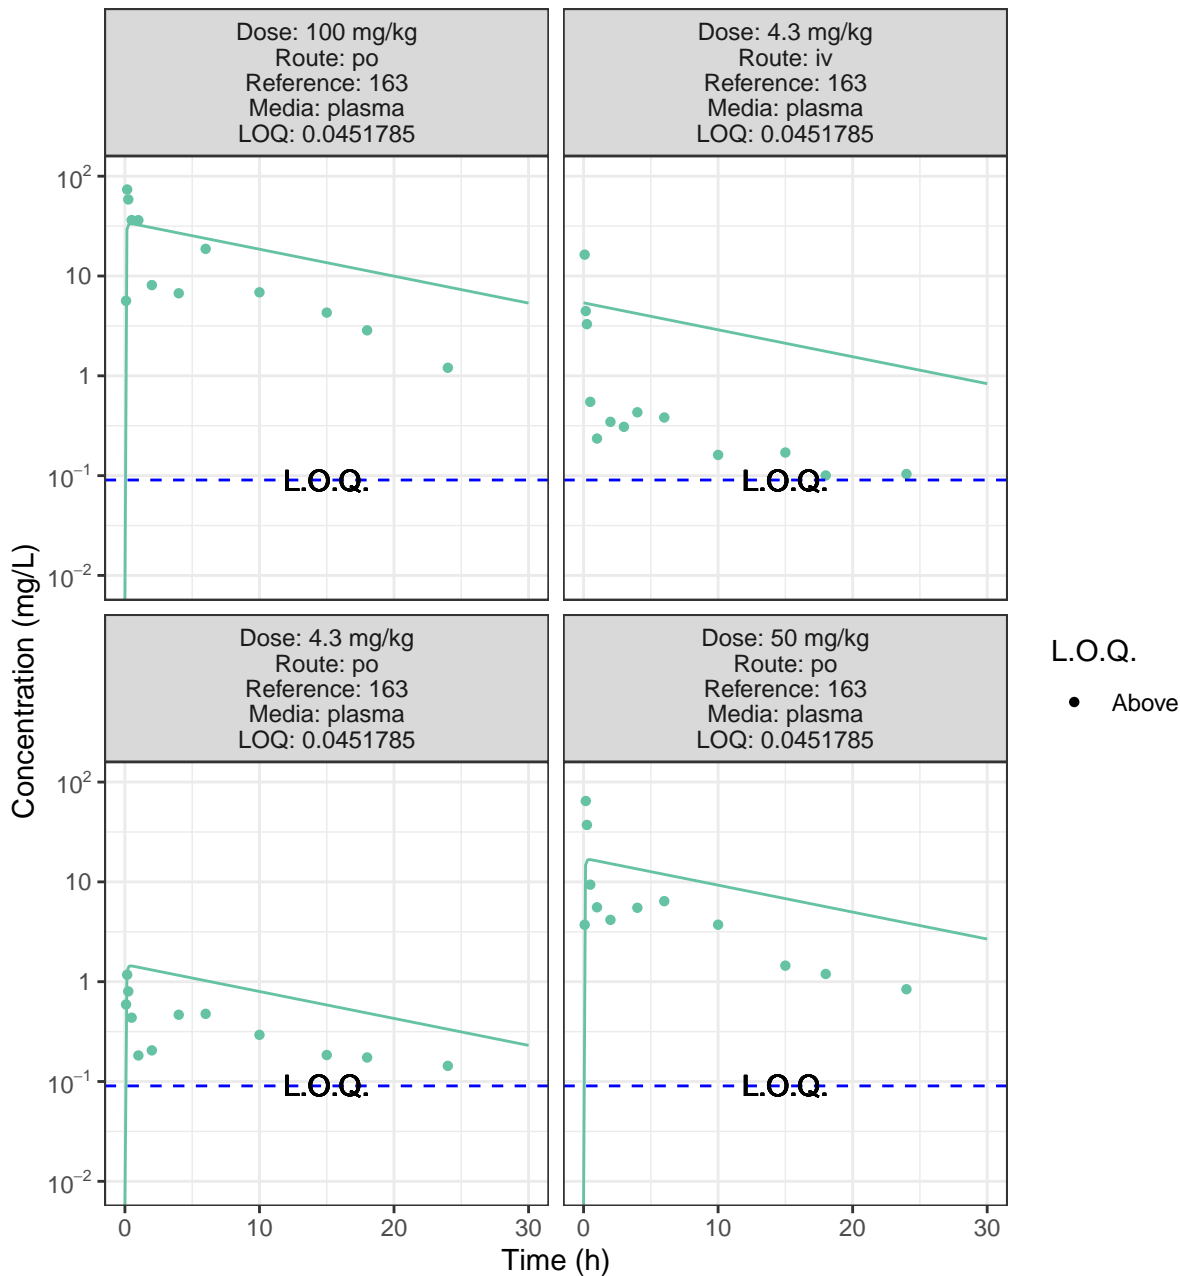 Dose: 100 mg/kg
Route: po
Reference: 163
Media: plasma
LOQ: 0.0451785
Dose: 4.3 mg/kg
Route: iv
Reference: 163
Media: plasma
LOQ: 0.0451785
10²
10
1
10⁻¹
10⁻²
L.O.Q.
L.O.Q.
Dose: 4.3 mg/kg
Route: po
Reference: 163
Media: plasma
LOQ: 0.0451785
Dose: 50 mg/kg
Route: po
Reference: 163
Media: plasma
LOQ: 0.0451785
10²
10
1
10⁻¹
10⁻²
L.O.Q.
L.O.Q.
0 10 20 30
0 10 20 30
Time (h)
Concentration (mg/L)
L.O.Q.
Above